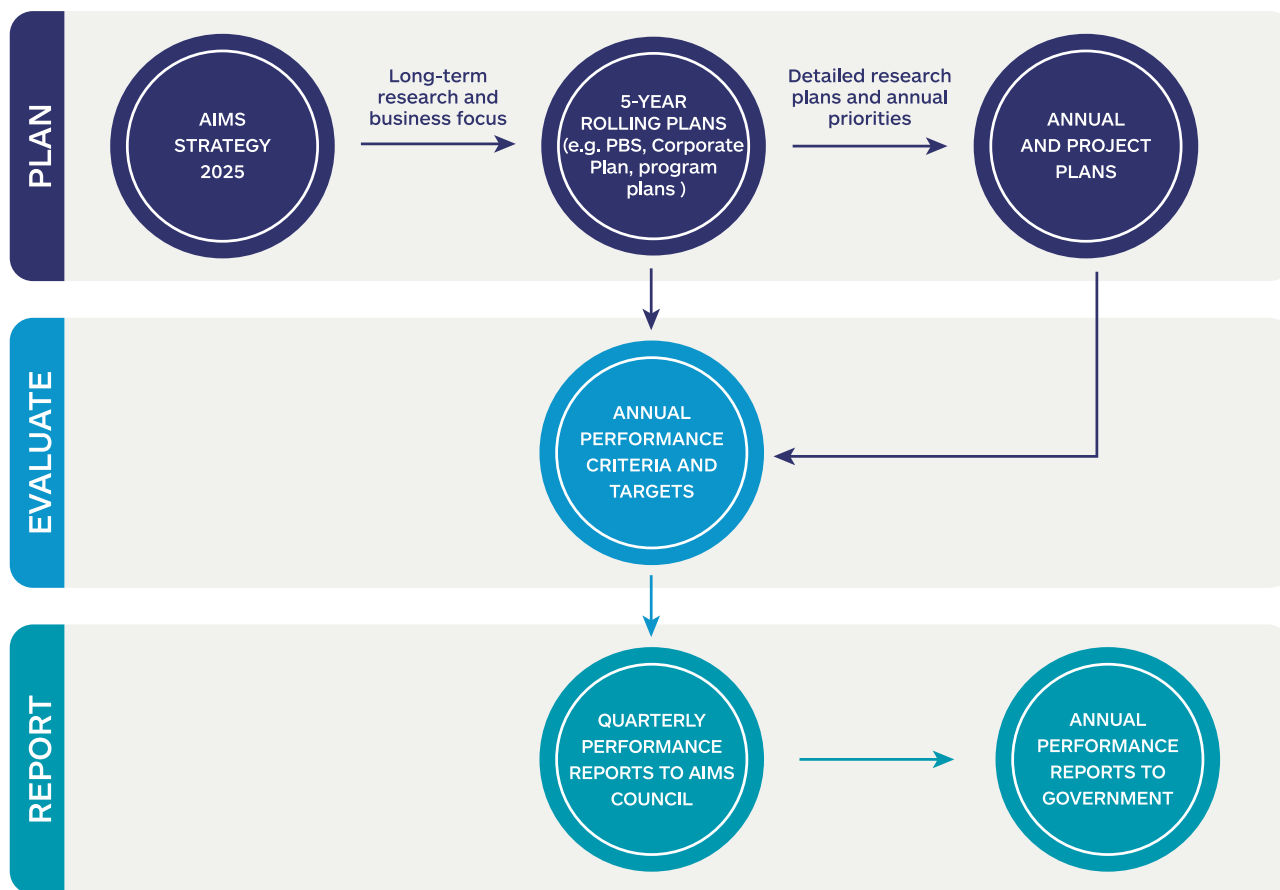 PLAN
AIMS
STRATEGY
2025
Long-term
research and
business focus
5-YEAR
ROLLING PLANS
(e.g. PBS, Corporate
Plan, program
plans )
Detailed research
plans and annual
priorities
ANNUAL
AND PROJECT
PLANS
EVALUATE
ANNUAL
PERFORMANCE
CRITERIA AND
TARGETS
REPORT
QUARTERLY
PERFORMANCE
REPORTS TO AIMS
COUNCIL
ANNUAL
PERFORMANCE
REPORTS TO
GOVERNMENT